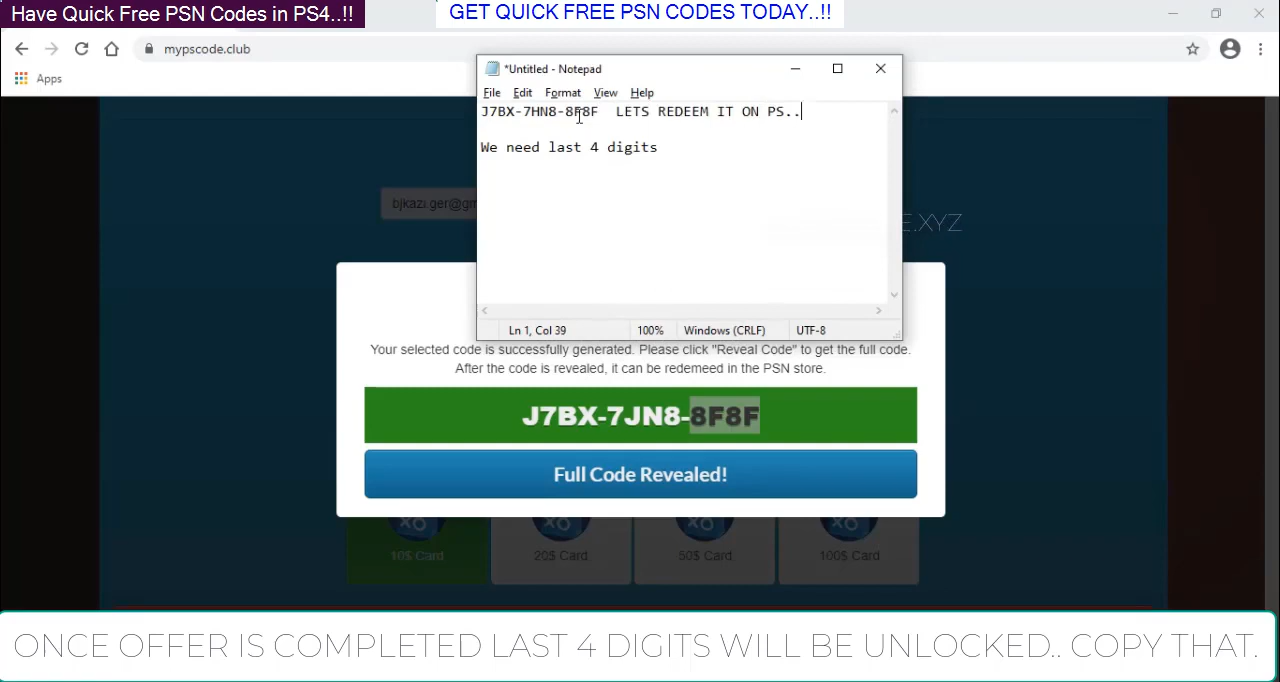 Have Quick Free PSN Codes in PS4..!!
GET QUICK FREE PSN CODES TODAY..!!
mypscode.club
Apps
*Untitled - Notepad
File Edit Format View Help
J7BX-7HN8-8F8F LETS REDEEM IT ON PS..
We need last 4 digits
bjkazi.ger@gm
E.XYZ
Ln 1, Col 39 100% Windows (CRLF) UTF-8
Your selected code is successfully generated. Please click "Reveal Code" to get the full code.
After the code is revealed, it can be redemeed in the PSN store.
J7BX-7JN8-8F8F
Full Code Revealed!
10$ Card 20$ Card 50$ Card 100$ Card
ONCE OFFER IS COMPLETED LAST 4 DIGITS WILL BE UNLOCKED.. COPY THAT.